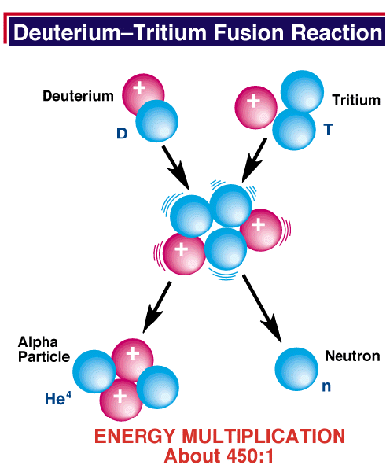 Deuterium–Tritium Fusion Reaction
+
Deuterium
D
+
Tritium
T
+
+
Alpha
Particle
He⁴
+
+
Neutron
n
ENERGY MULTIPLICATION
About 450:1